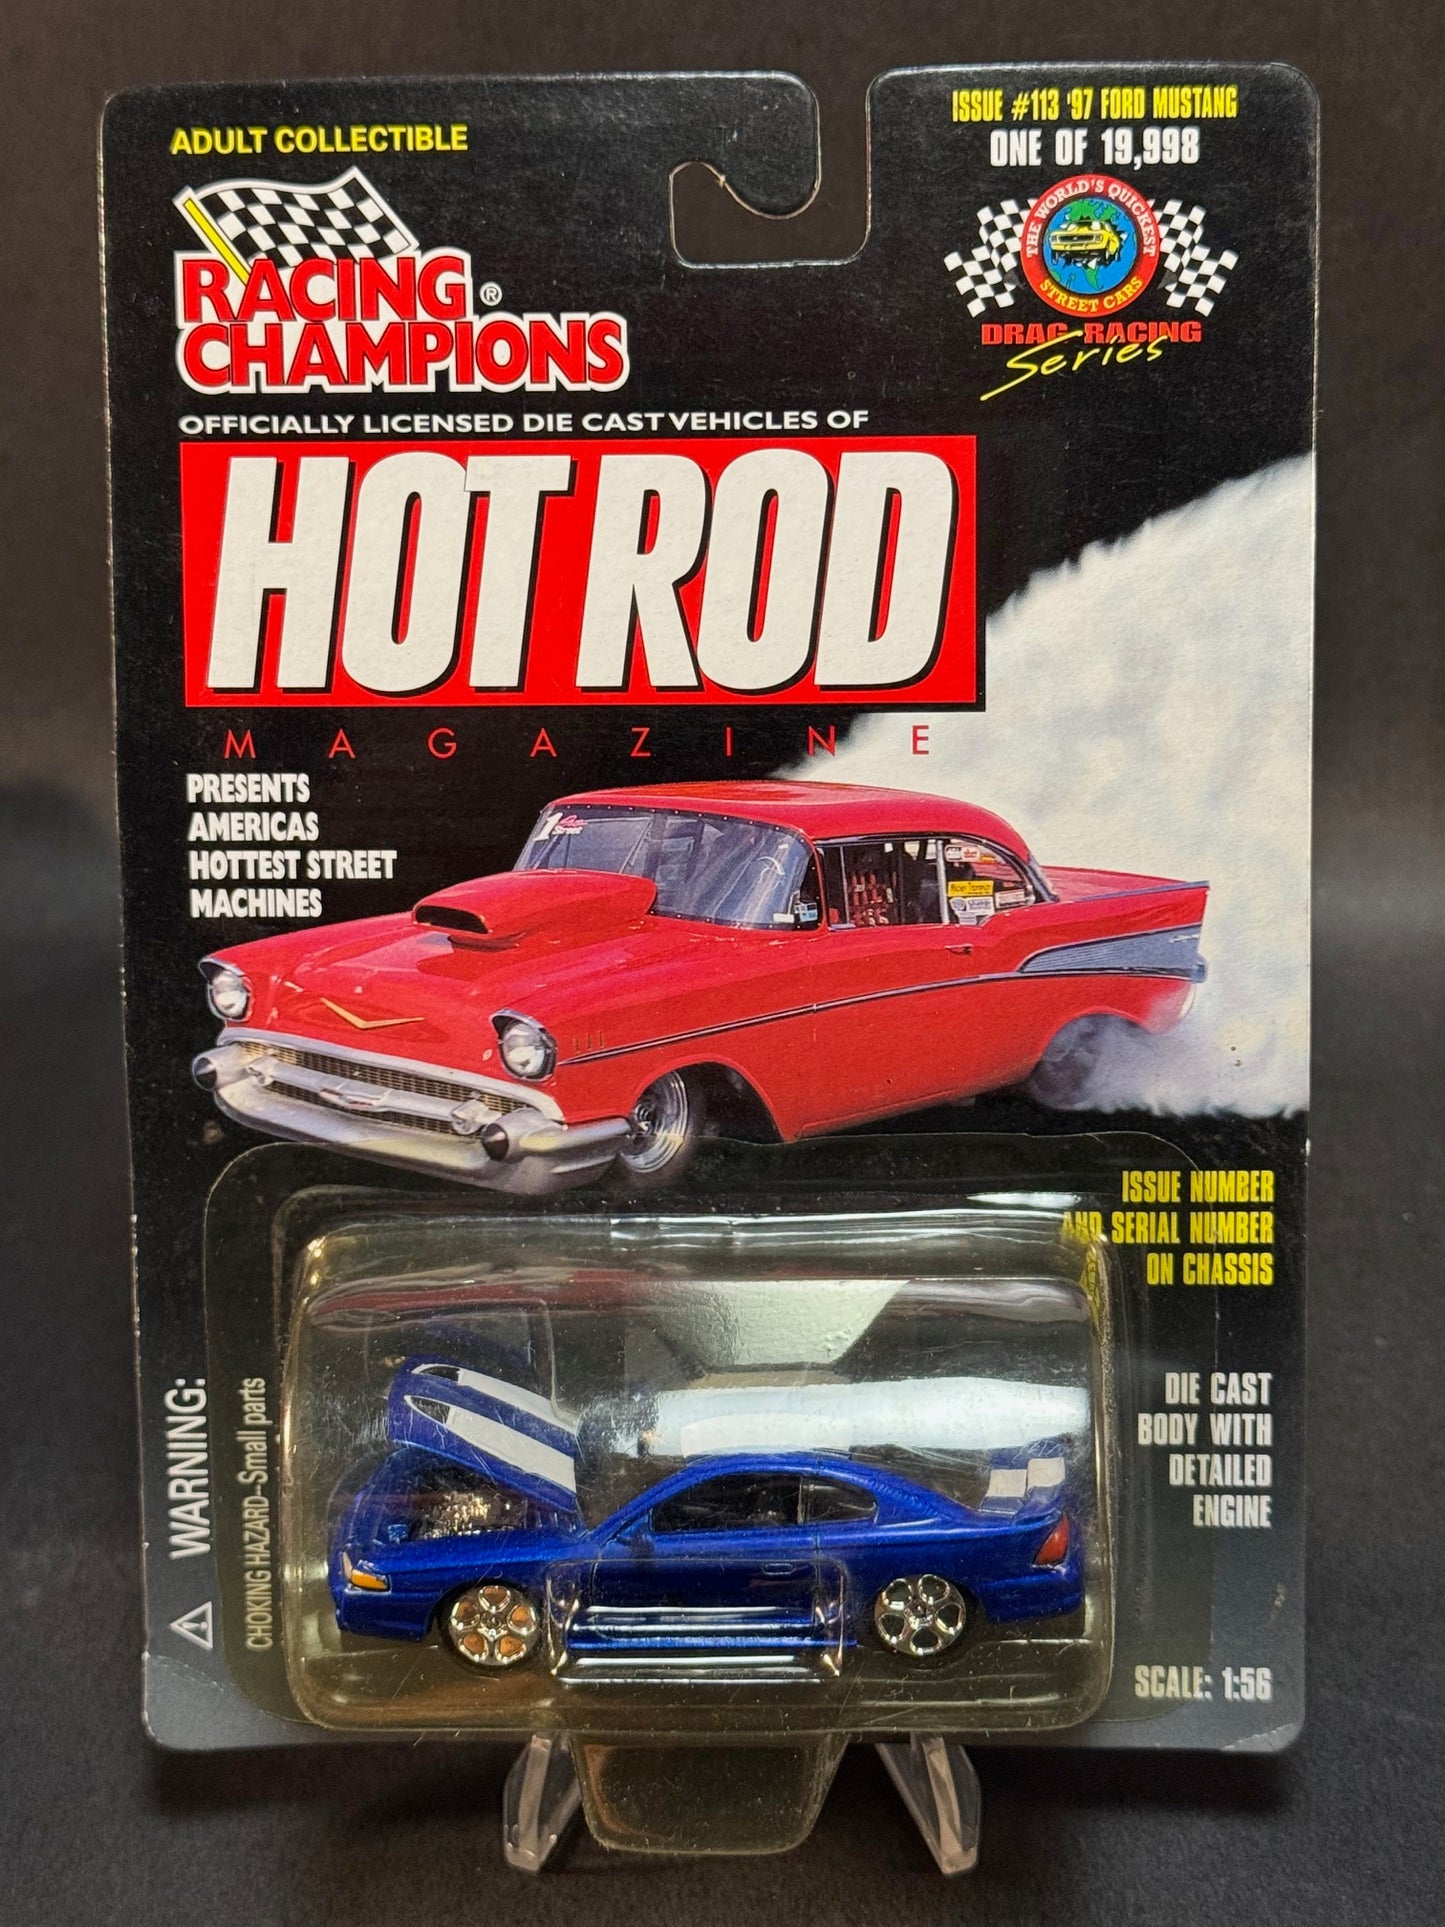 ADULT COLLECTIBLE
RACING
CHAMPIONS®
OFFICIALLY LICENSED DIE CAST VEHICLES OF
HOT ROD
MAGAZINE
PRESENTS
AMERICAS
HOTTEST STREET
MACHINES
ISSUE #113 '97 FORD MUSTANG
ONE OF 19,998
THE WORLD'S QUICKEST
STREET CARS
DRAG RACING
Series
ISSUE NUMBER
AND SERIAL NUMBER
ON CHASSIS
DIE CAST
BODY WITH
DETAILED
ENGINE
SCALE: 1:56
WARNING:
CHOKING HAZARD-Small parts